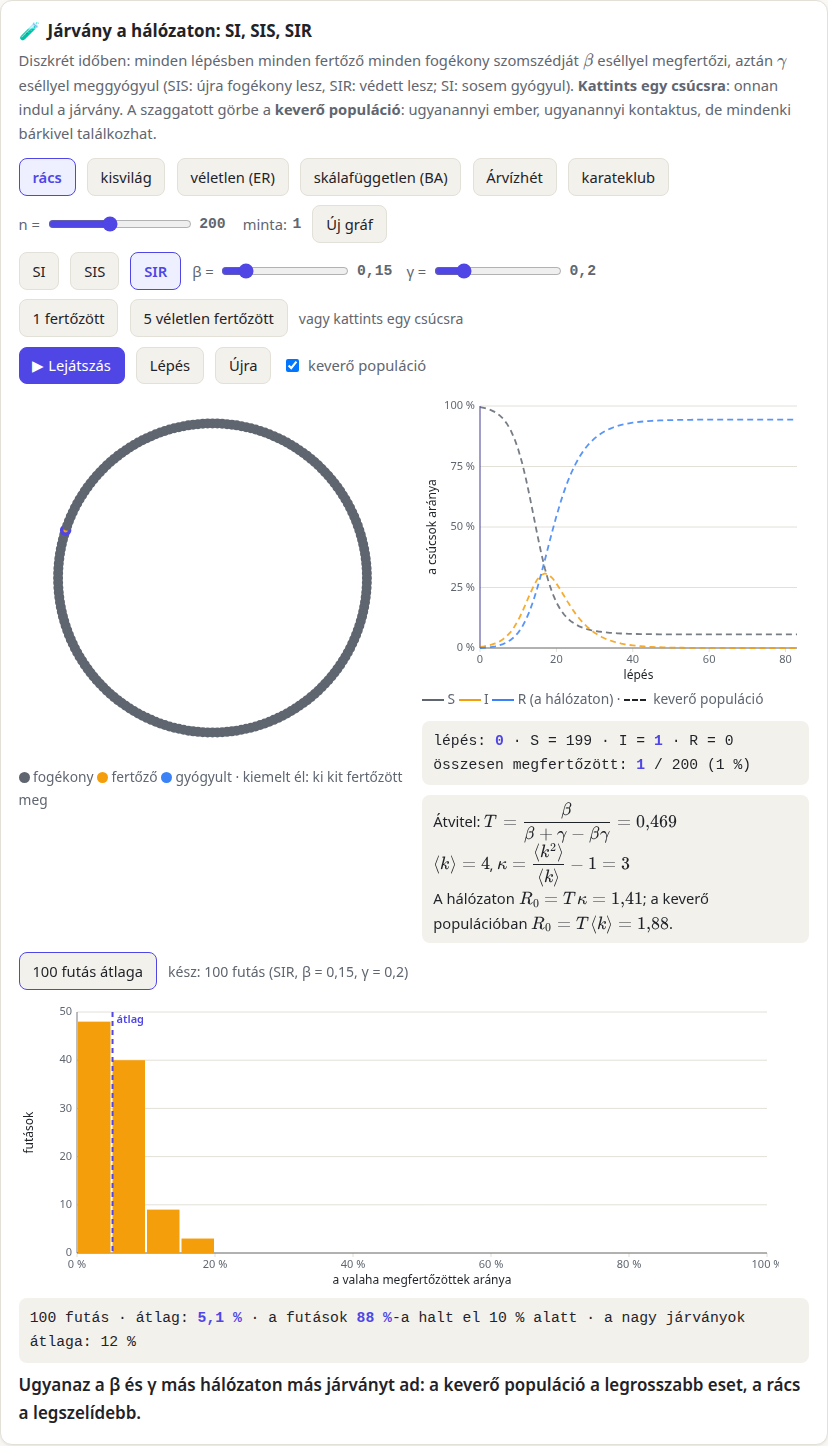 🧪 Járvány a hálózaton: SI, SIS, SIR
Diszkrét időben: minden lépésben minden fertőző minden fogékony szomszédját β eséllyel megfertőzi, aztán γ
eséllyel meggyógyul (SIS: újra fogékony lesz, SIR: védett lesz; SI: sosem gyógyul). Kattints egy csúcsra: onnan
indul a járvány. A szaggatott görbe a keverő populáció: ugyanannyi ember, ugyanannyi kontaktus, de mindenki
bárkivel találkozhat.
rács kisvilág véletlen (ER) skálafüggetlen (BA) Árvízhét karateklub
n = 200 minta: 1 Új gráf
SI SIS SIR β = 0,15 γ = 0,2
1 fertőzött 5 véletlen fertőzött vagy kattints egy csúcsra
▶ Lejátszás Lépés Újra keverő populáció
100 %
75 %
50 %
25 %
0 %
a csúcsok aránya
0 20 40 60 80
lépés
S I R (a hálózaton) · keverő populáció
lépés: 0 · S = 199 · I = 1 · R = 0
összesen megfertőzött: 1 / 200 (1 %)
fogékony fertőző gyógyult · kiemelt él: ki kit fertőzött
meg
Átvitel: T = β / (β + γ − βγ) = 0,469
⟨k⟩ = 4, κ = ⟨k²⟩ / ⟨k⟩ − 1 = 3
A hálózaton R₀ = Tκ = 1,41; a keverő
populációban R₀ = T⟨k⟩ = 1,88.
100 futás átlaga kész: 100 futás (SIR, β = 0,15, γ = 0,2)
50
40
30
20
10
0
átlag
futások
0 % 20 % 40 % 60 % 80 % 100 %
a valaha megfertőzöttek aránya
100 futás · átlag: 5,1 % · a futások 88 %-a halt el 10 % alatt · a nagy járványok
átlaga: 12 %
Ugyanaz a β és γ más hálózaton más járványt ad: a keverő populáció a legrosszabb eset, a rács
a legszelídebb.